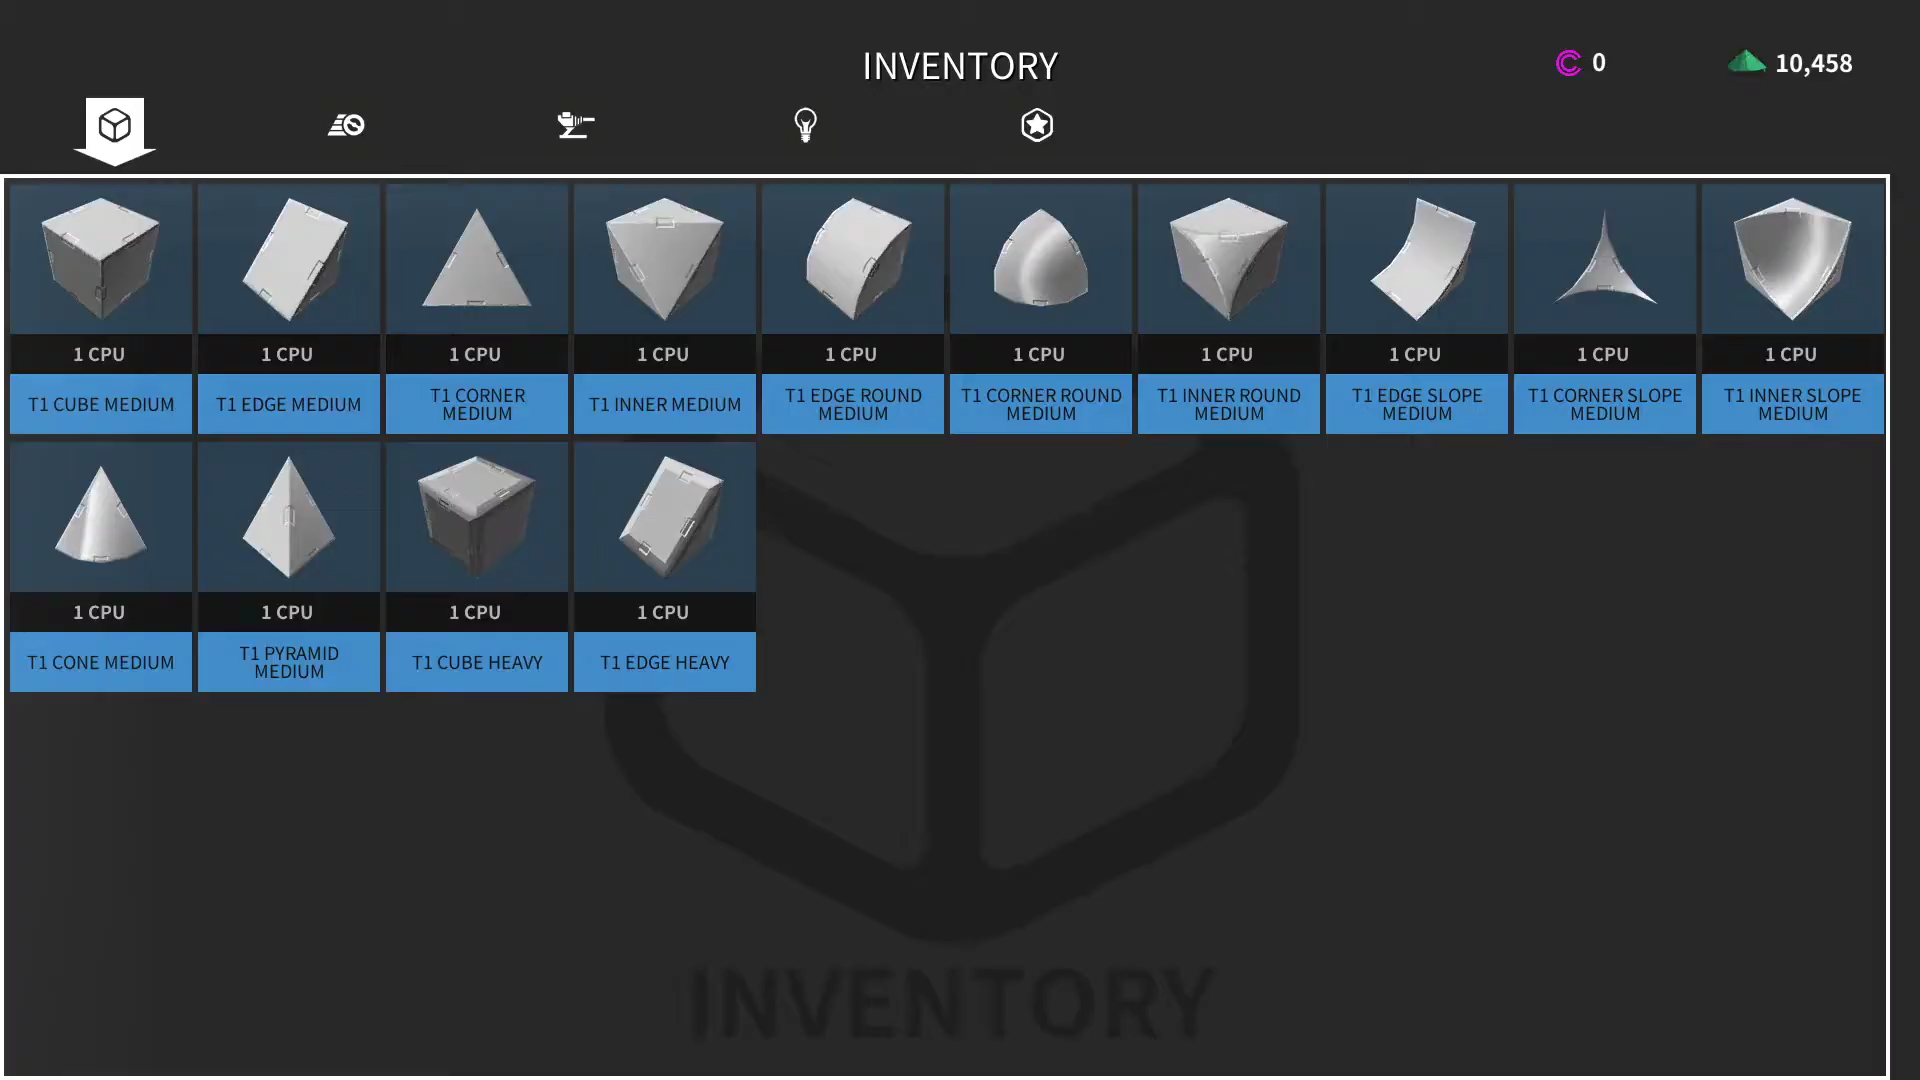 INVENTORY
0
10,458
1 CPU
1 CPU
1 CPU
1 CPU
1 CPU
1 CPU
1 CPU
1 CPU
1 CPU
1 CPU
T1 CUBE MEDIUM
T1 EDGE MEDIUM
T1 CORNER
MEDIUM
T1 INNER MEDIUM
T1 EDGE ROUND
MEDIUM
T1 CORNER ROUND
MEDIUM
T1 INNER ROUND
MEDIUM
T1 EDGE SLOPE
MEDIUM
T1 CORNER SLOPE
MEDIUM
T1 INNER SLOPE
MEDIUM
1 CPU
1 CPU
1 CPU
1 CPU
T1 CONE MEDIUM
T1 PYRAMID
MEDIUM
T1 CUBE HEAVY
T1 EDGE HEAVY
INVENTORY